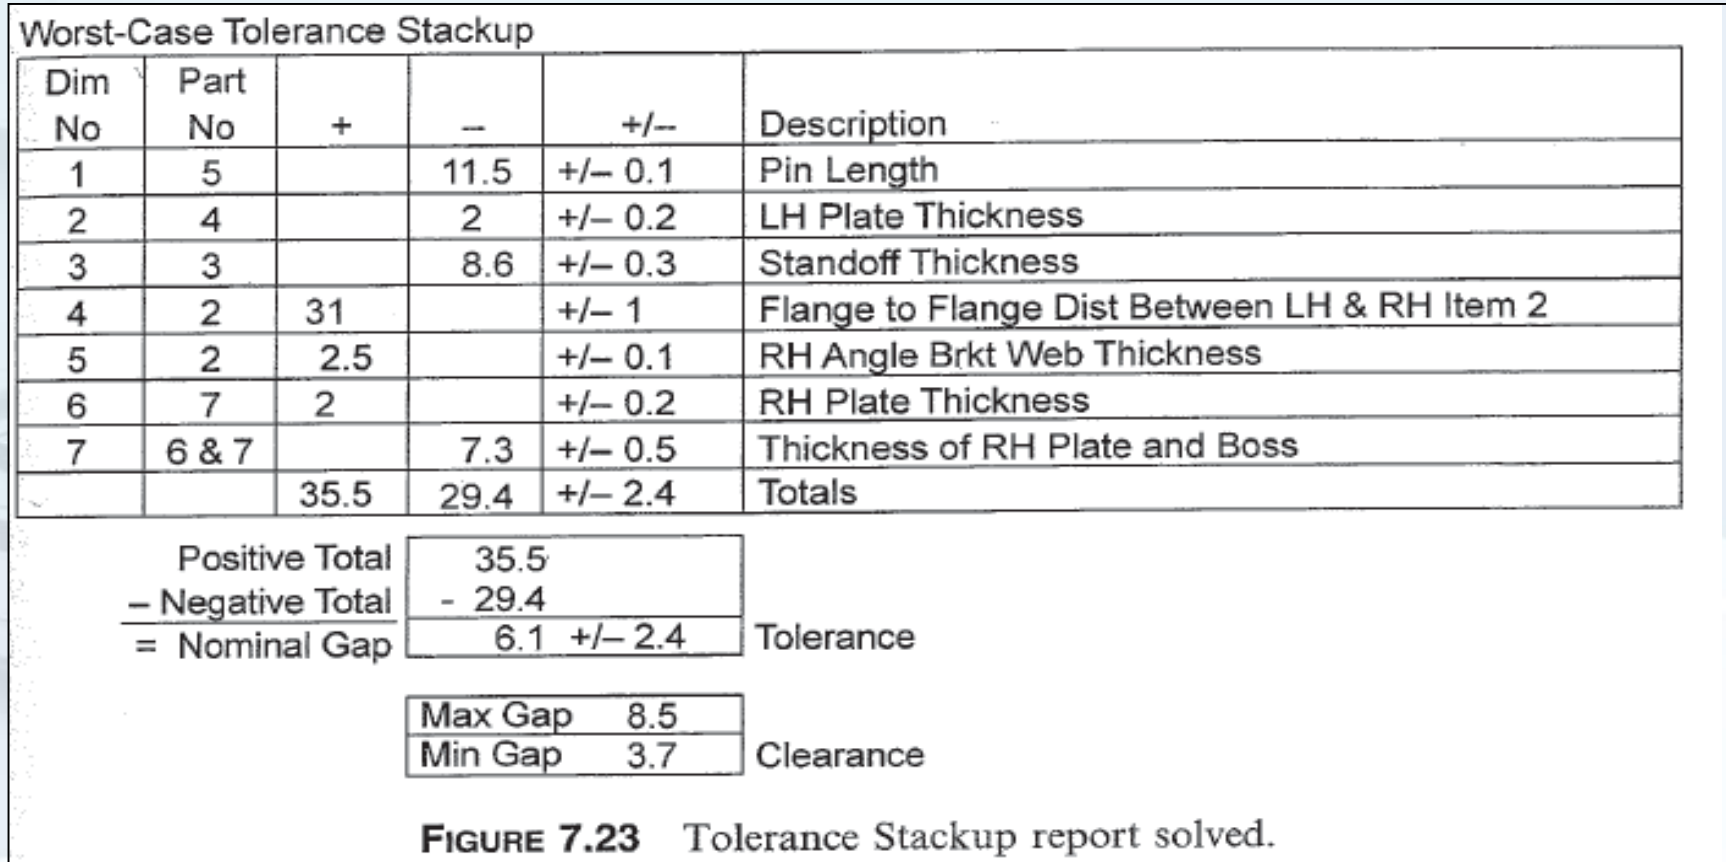 Worst-Case Tolerance Stackup
Dim Part
No No + -- +/-- Description
1 5 11.5 +/– 0.1 Pin Length
2 4 2 +/– 0.2 LH Plate Thickness
3 3 8.6 +/– 0.3 Standoff Thickness
4 2 31 +/– 1 Flange to Flange Dist Between LH & RH Item 2
5 2 2.5 +/– 0.1 RH Angle Brkt Web Thickness
6 7 2 +/– 0.2 RH Plate Thickness
7 6 & 7 7.3 +/– 0.5 Thickness of RH Plate and Boss
35.5 29.4 +/– 2.4 Totals
Positive Total 35.5
– Negative Total - 29.4
= Nominal Gap 6.1 +/– 2.4 Tolerance
Max Gap 8.5
Min Gap 3.7 Clearance
FIGURE 7.23 Tolerance Stackup report solved.